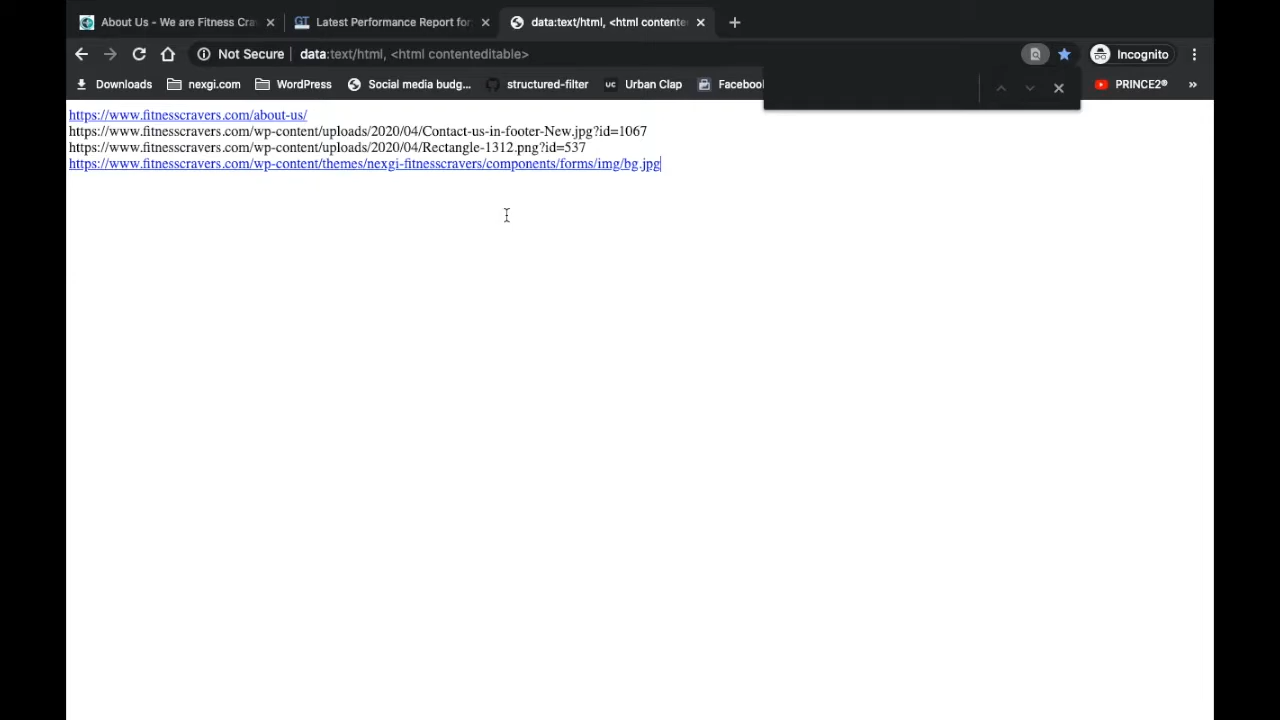 About Us - We are Fitness Crav
Latest Performance Report for
data:text/html, <html contente
Not Secure
data:text/html, <html contenteditable>
Incognito
Downloads
nexgi.com
WordPress
Social media budg...
structured-filter
UC Urban Clap
Facebool
PRINCE2®
»
https://www.fitnesscravers.com/about-us/
https://www.fitnesscravers.com/wp-content/uploads/2020/04/Contact-us-in-footer-New.jpg?id=1067
https://www.fitnesscravers.com/wp-content/uploads/2020/04/Rectangle-1312.png?id=537
https://www.fitnesscravers.com/wp-content/themes/nexgi-fitnesscravers/components/forms/img/bg.jpg